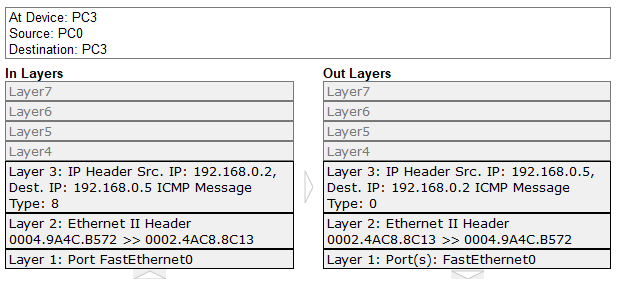 At Device: PC3
Source: PC0
Destination: PC3
In Layers
Layer7
Layer6
Layer5
Layer4
Layer 3: IP Header Src. IP: 192.168.0.2,
Dest. IP: 192.168.0.5 ICMP Message
Type: 8
Layer 2: Ethernet II Header
0004.9A4C.B572 >> 0002.4AC8.8C13
Layer 1: Port FastEthernet0
Out Layers
Layer7
Layer6
Layer5
Layer4
Layer 3: IP Header Src. IP: 192.168.0.5,
Dest. IP: 192.168.0.2 ICMP Message
Type: 0
Layer 2: Ethernet II Header
0002.4AC8.8C13 >> 0004.9A4C.B572
Layer 1: Port(s): FastEthernet0